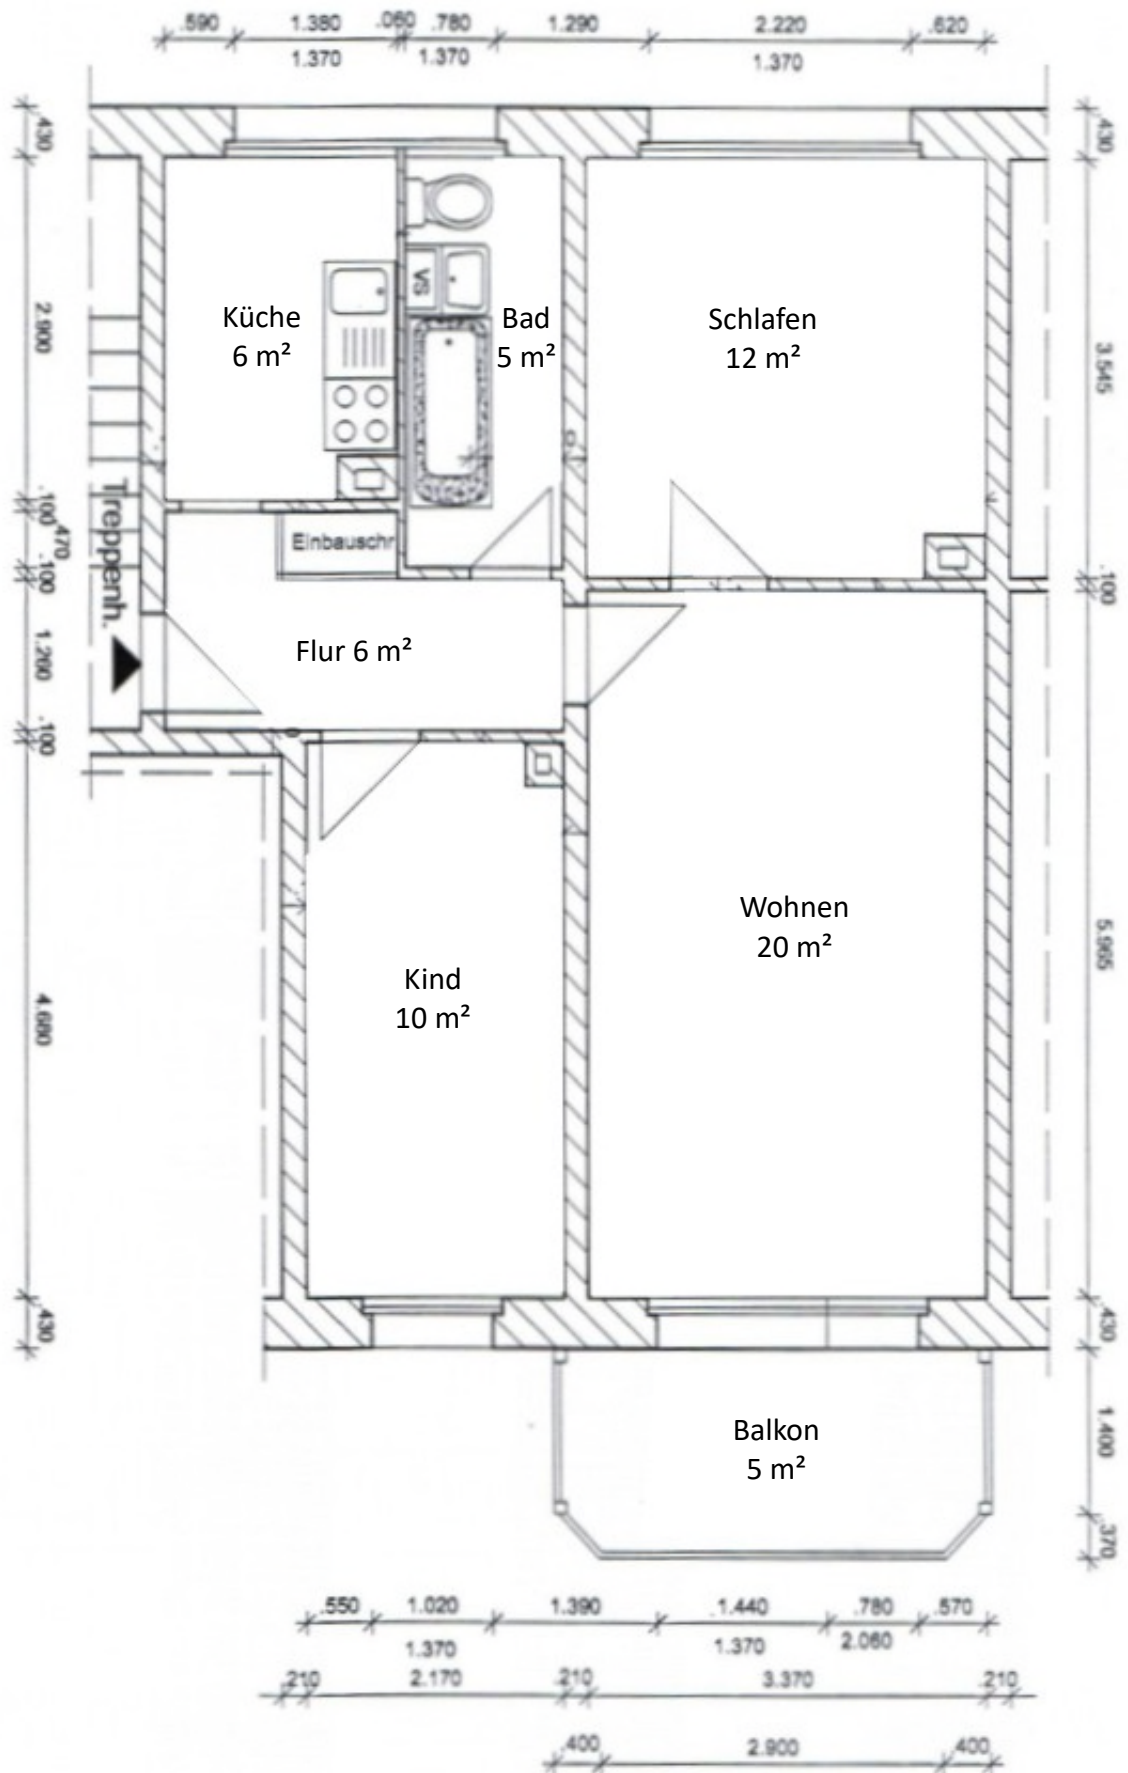 .590 1.380 .060 .780 1.290 2.220 .620
1.370 1.370 1.370
.430
.430
2.900
3.545
Küche
6 m²
VS
Bad
5 m²
Schlafen
12 m²
.100
.470
.100
Treppenh.
Einbauschr
.100
1.260
Flur 6 m²
.100
Wohnen
20 m²
5.965
Kind
10 m²
4.680
.430
.430
Balkon
5 m²
1.400
.370
.550 1.020 1.390 1.440 .780 .570
1.370 1.370 2.060
.210 2.170 .210 3.370 .210
.400 2.900 .400